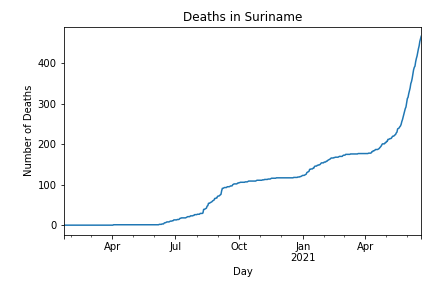 Deaths in Suriname
Number of Deaths
400
300
200
100
0
Apr
Jul
Oct
Jan
2021
Apr
Day